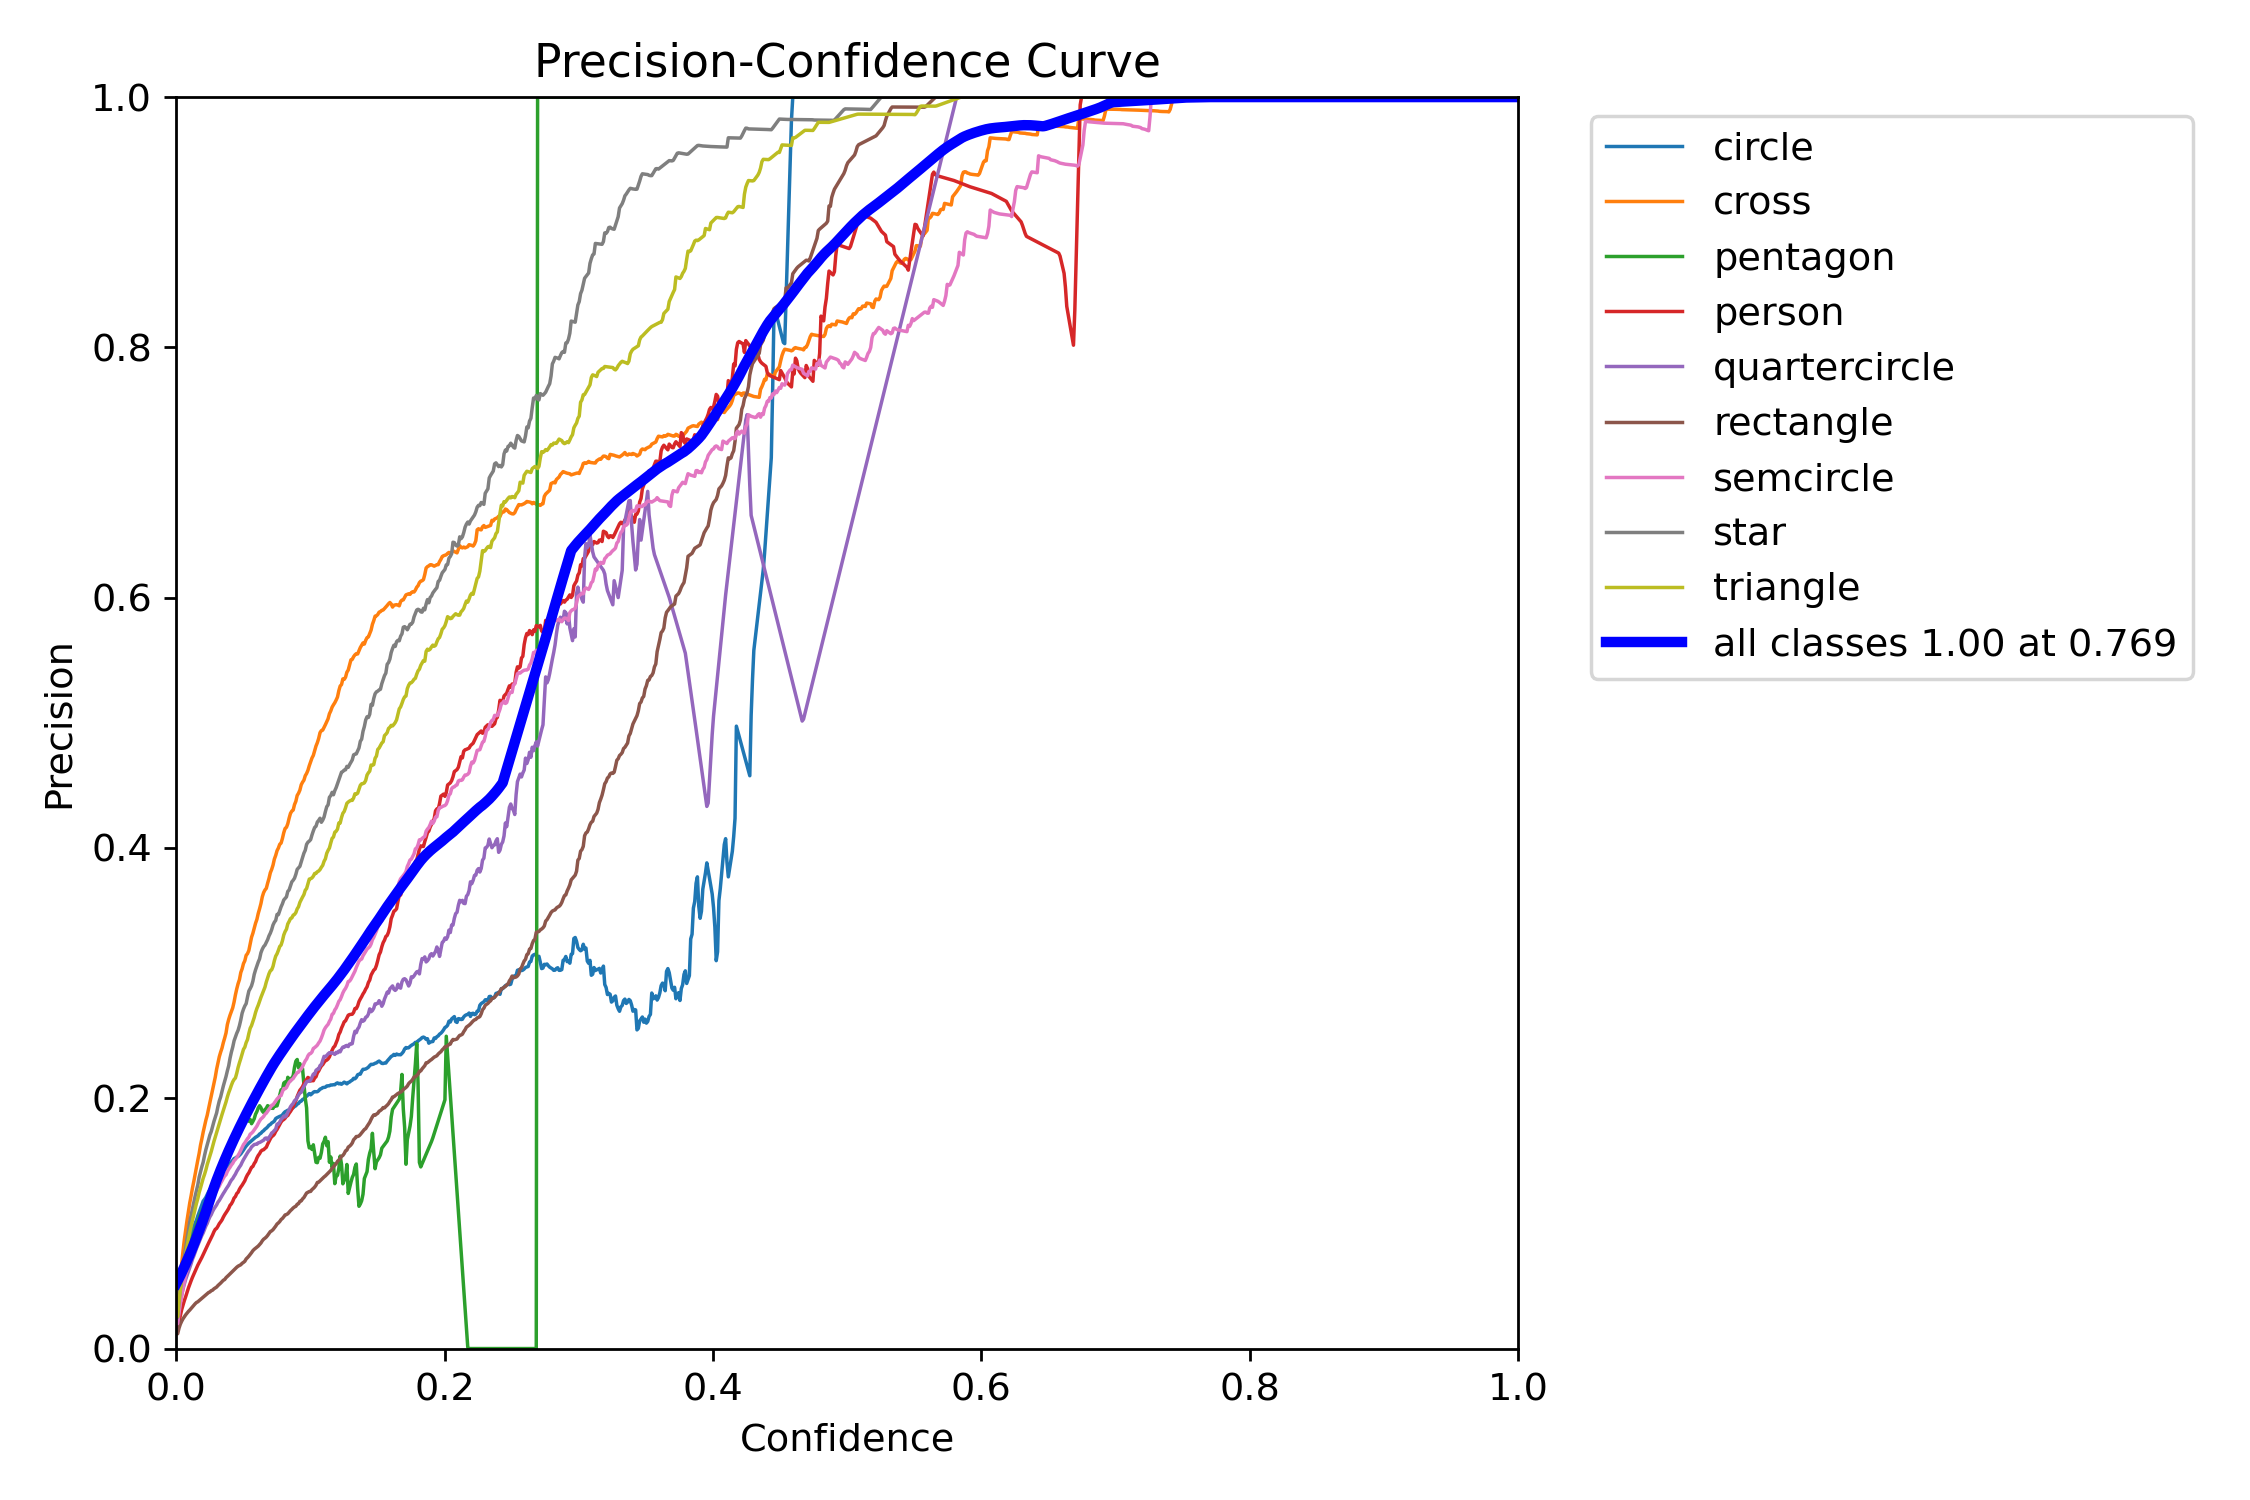 Precision-Confidence Curve
1.0
0.8
0.6
0.4
0.2
0.0
Precision
0.0 0.2 0.4 0.6 0.8 1.0
Confidence
circle
cross
pentagon
person
quartercircle
rectangle
semcircle
star
triangle
all classes 1.00 at 0.769